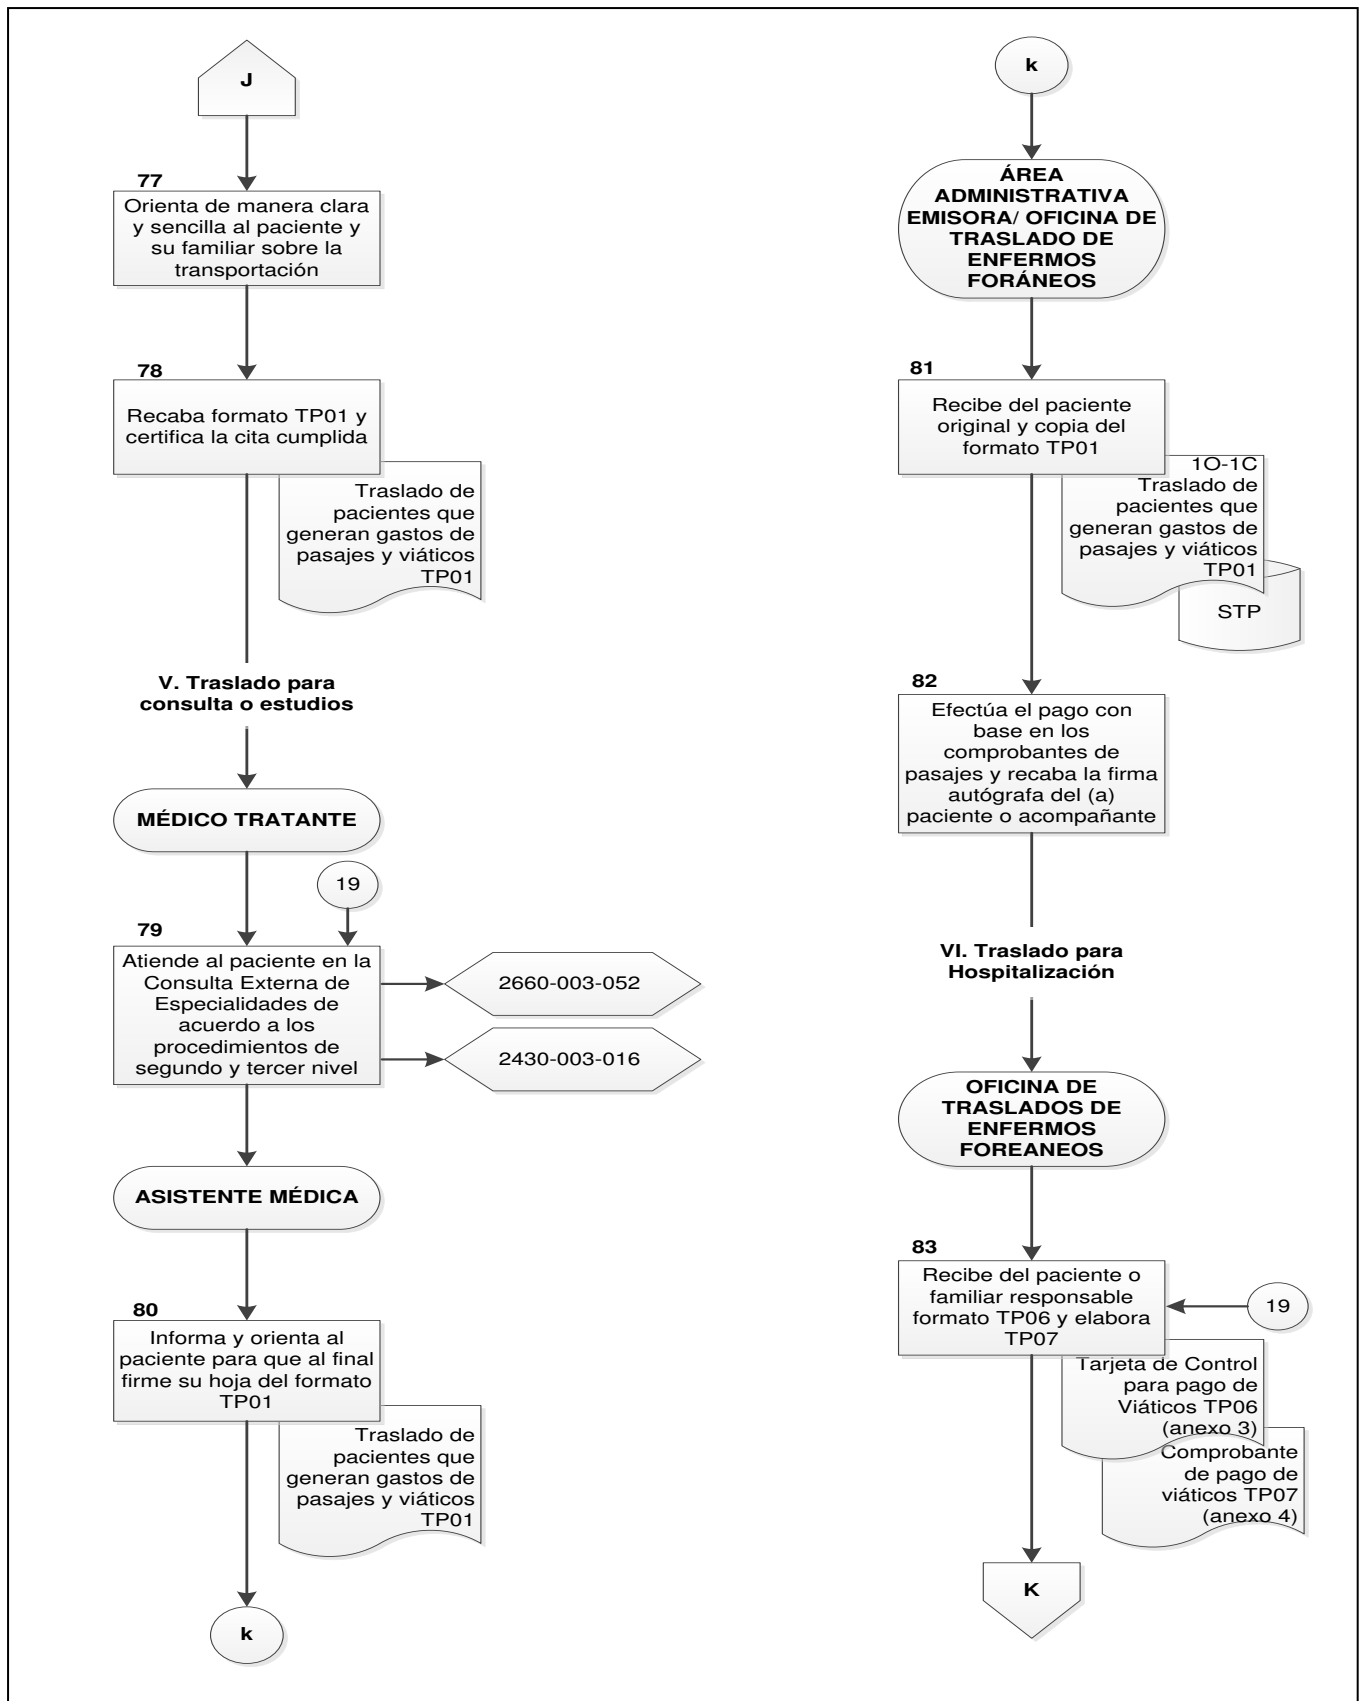 J
77
Orienta de manera clara
y sencilla al paciente y
su familiar sobre la
transportación
78
Recaba formato TP01 y
certifica la cita cumplida
Traslado de
pacientes que
generan gastos de
pasajes y viáticos
TP01
V. Traslado para
consulta o estudios
MÉDICO TRATANTE
19
79
Atiende al paciente en la
Consulta Externa de
Especialidades de
acuerdo a los
procedimientos de
segundo y tercer nivel
2660-003-052
2430-003-016
ASISTENTE MÉDICA
80
Informa y orienta al
paciente para que al final
firme su hoja del formato
TP01
Traslado de
pacientes que
generan gastos de
pasajes y viáticos
TP01
k
k
ÁREA
ADMINISTRATIVA
EMISORA/ OFICINA DE
TRASLADO DE
ENFERMOS
FORÁNEOS
81
Recibe del paciente
original y copia del
formato TP01
1O-1C
Traslado de
pacientes que
generan gastos de
pasajes y viáticos
TP01
STP
82
Efectúa el pago con
base en los
comprobantes de
pasajes y recaba la firma
autógrafa del (a)
paciente o acompañante
VI. Traslado para
Hospitalización
OFICINA DE
TRASLADOS DE
ENFERMOS
FOREANEOS
83
Recibe del paciente o
familiar responsable
formato TP06 y elabora
TP07
19
Tarjeta de Control
para pago de
Viáticos TP06
(anexo 3)
Comprobante
de pago de
viáticos TP07
(anexo 4)
K